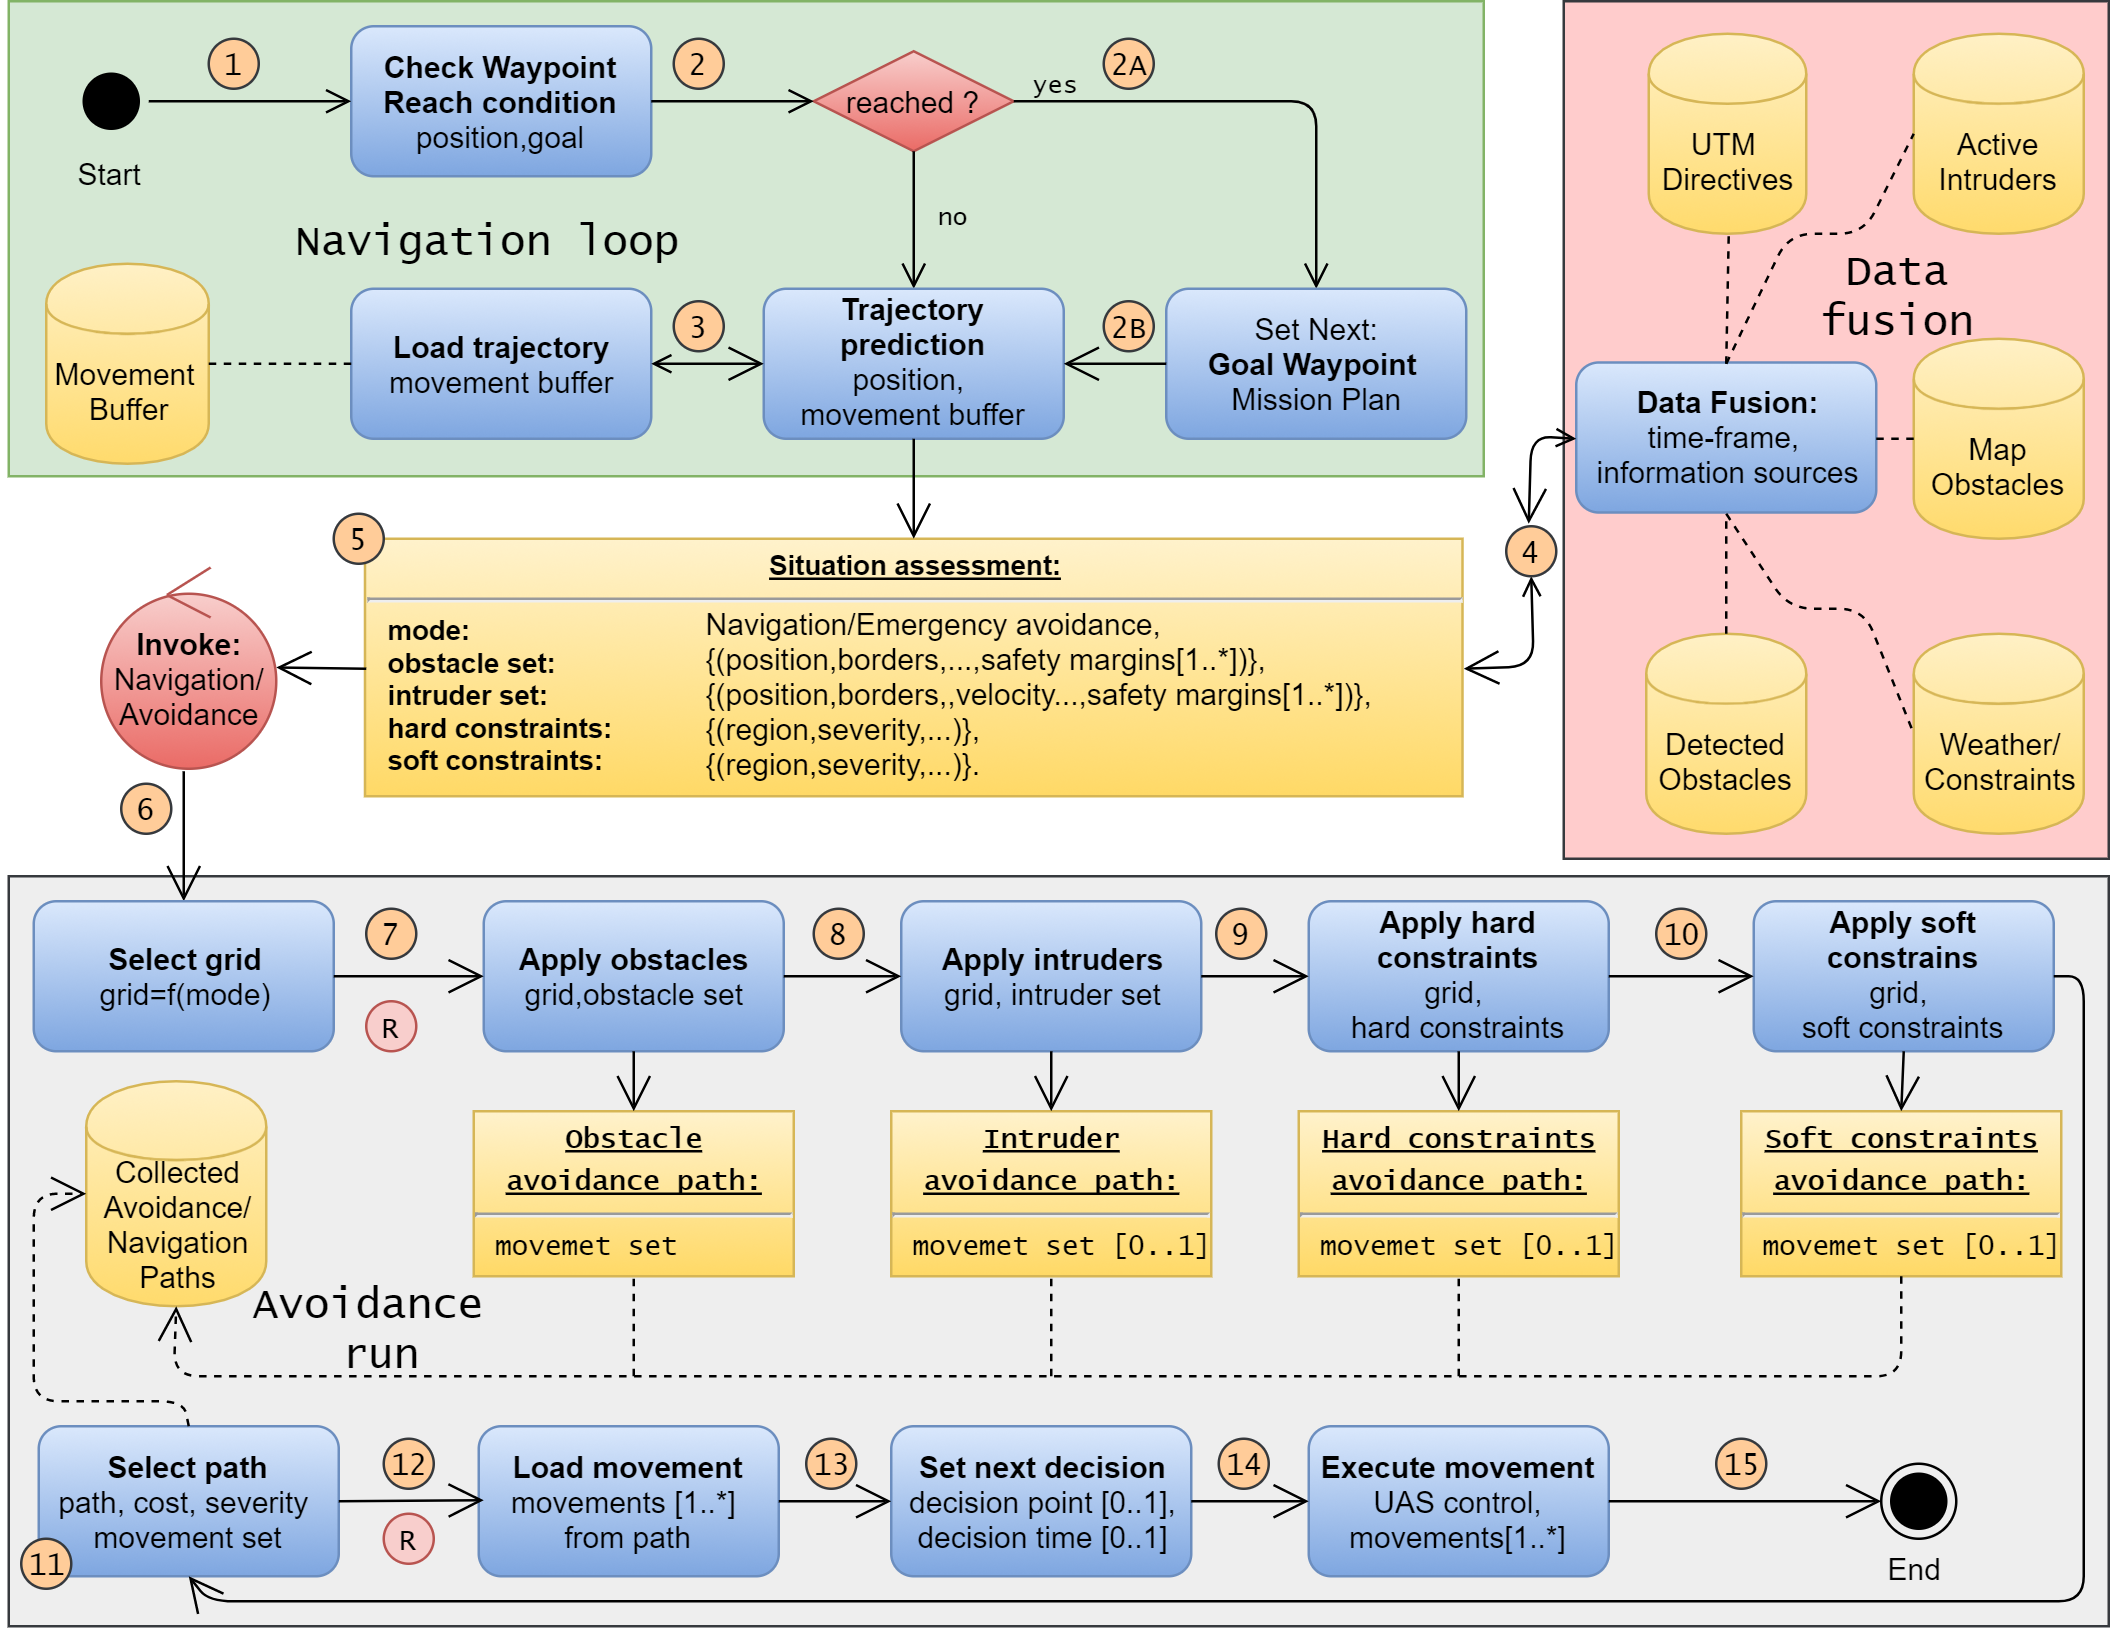 1
2
2A
Check Waypoint
Reach condition
position,goal
reached ?
yes
Start
no
Navigation loop
Movement
Buffer
Load trajectory
movement buffer
3
Trajectory
prediction
position,
movement buffer
2B
Set Next:
Goal Waypoint
Mission Plan
UTM
Directives
Active
Intruders
Data
fusion
Data Fusion:
time-frame,
information sources
Map
Obstacles
Detected
Obstacles
Weather/
Constraints
4
5
Situation assessment:
mode:
Navigation/Emergency avoidance,
obstacle set:
{(position,borders,...,safety margins[1..*])},
intruder set:
{(position,borders,,velocity...,safety margins[1..*])},
hard constraints:
{(region,severity,...)},
soft constraints:
{(region,severity,...)}.
Invoke:
Navigation/
Avoidance
6
Select grid
grid=f(mode)
7
R
Apply obstacles
grid,obstacle set
8
Apply intruders
grid, intruder set
9
Apply hard
constraints
grid,
hard constraints
10
Apply soft
constrains
grid,
soft constraints
Collected
Avoidance/
Navigation
Paths
Obstacle
avoidance path:
movemet set
Intruder
avoidance path:
movemet set [0..1]
Hard constraints
avoidance path:
movemet set [0..1]
Soft constraints
avoidance path:
movemet set [0..1]
Avoidance
run
Select path
path, cost, severity
movement set
11
12
R
Load movement
movements [1..*]
from path
13
Set next decision
decision point [0..1],
decision time [0..1]
14
Execute movement
UAS control,
movements[1..*]
15
End